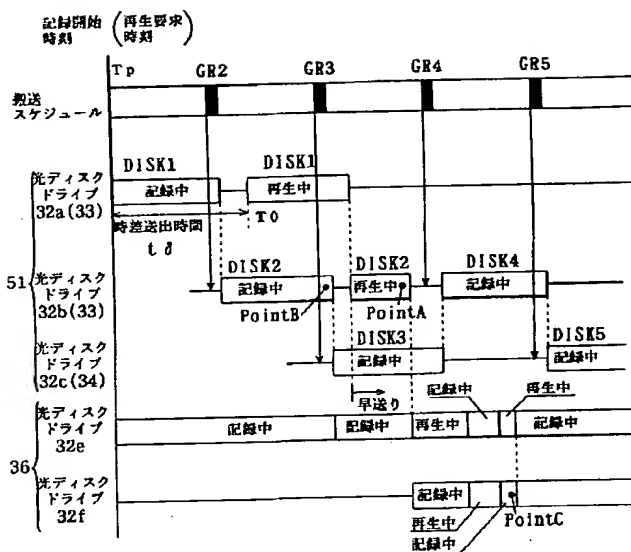 記録開始 (再生要求
時刻 時刻)
Tp GR2 GR3 GR4 GR5
搬送
スケジュール
DISK1 DISK1
光ディスク
ドライブ
32a(33)
記録中 再生中
時差送出時間
tδ
T0
DISK2 DISK2 DISK4
51
光ディスク
ドライブ
32b(33)
記録中 再生中 記録中
PointB PointA
DISK3 DISK5
光ディスク
ドライブ
(32c(34)
記録中 記録中
早送り
記録中 再生中
光ディスク
ドライブ
32e
記録中 記録中 再生中 記録中
36
光ディスク
ドライブ
32f
記録中
再生中 PointC
記録中